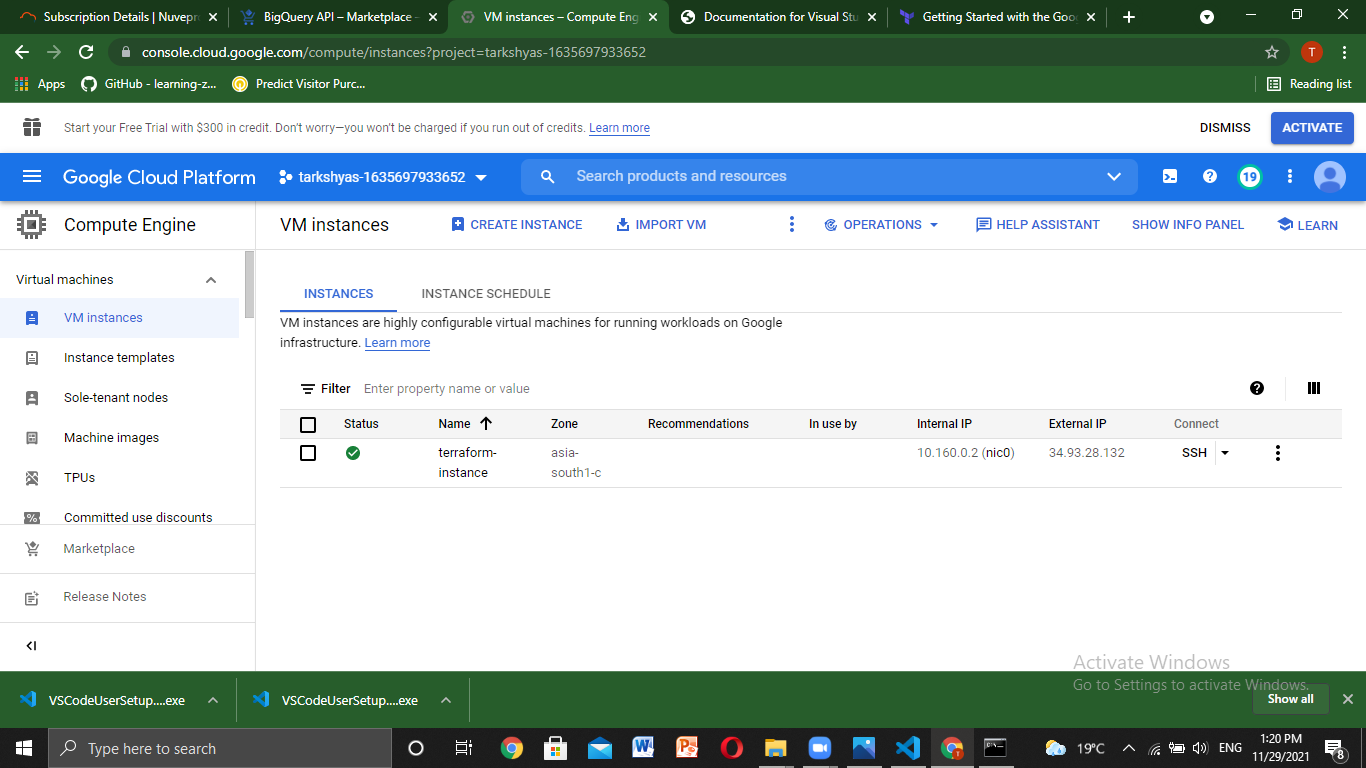 Subscription Details | Nuvepr
BigQuery API – Marketplace –
VM instances – Compute Eng
Documentation for Visual Stu
Getting Started with the Goo
console.cloud.google.com/compute/instances?project=tarkshyas-1635697933652
T
Apps
GitHub - learning-z...
Predict Visitor Purc...
Reading list
Start your Free Trial with $300 in credit. Don't worry—you won't be charged if you run out of credits. Learn more
DISMISS
ACTIVATE
Google Cloud Platform
tarkshyas-1635697933652
Search products and resources
19
Compute Engine
VM instances
CREATE INSTANCE
IMPORT VM
OPERATIONS
HELP ASSISTANT
SHOW INFO PANEL
LEARN
Virtual machines
VM instances
Instance templates
Sole-tenant nodes
Machine images
TPUs
Committed use discounts
Marketplace
Release Notes
INSTANCES
INSTANCE SCHEDULE
VM instances are highly configurable virtual machines for running workloads on Google
infrastructure. Learn more
Filter
Enter property name or value
Status
Name
Zone
Recommendations
In use by
Internal IP
External IP
Connect
terraform-
instance
asia-
south1-c
10.160.0.2 (nic0)
34.93.28.132
SSH
Activate Windows
Go to Settings to activate Windows.
VSCodeUserSetup....exe
VSCodeUserSetup....exe
Show all
Type here to search
19°C
ENG
1:20 PM
11/29/2021
8